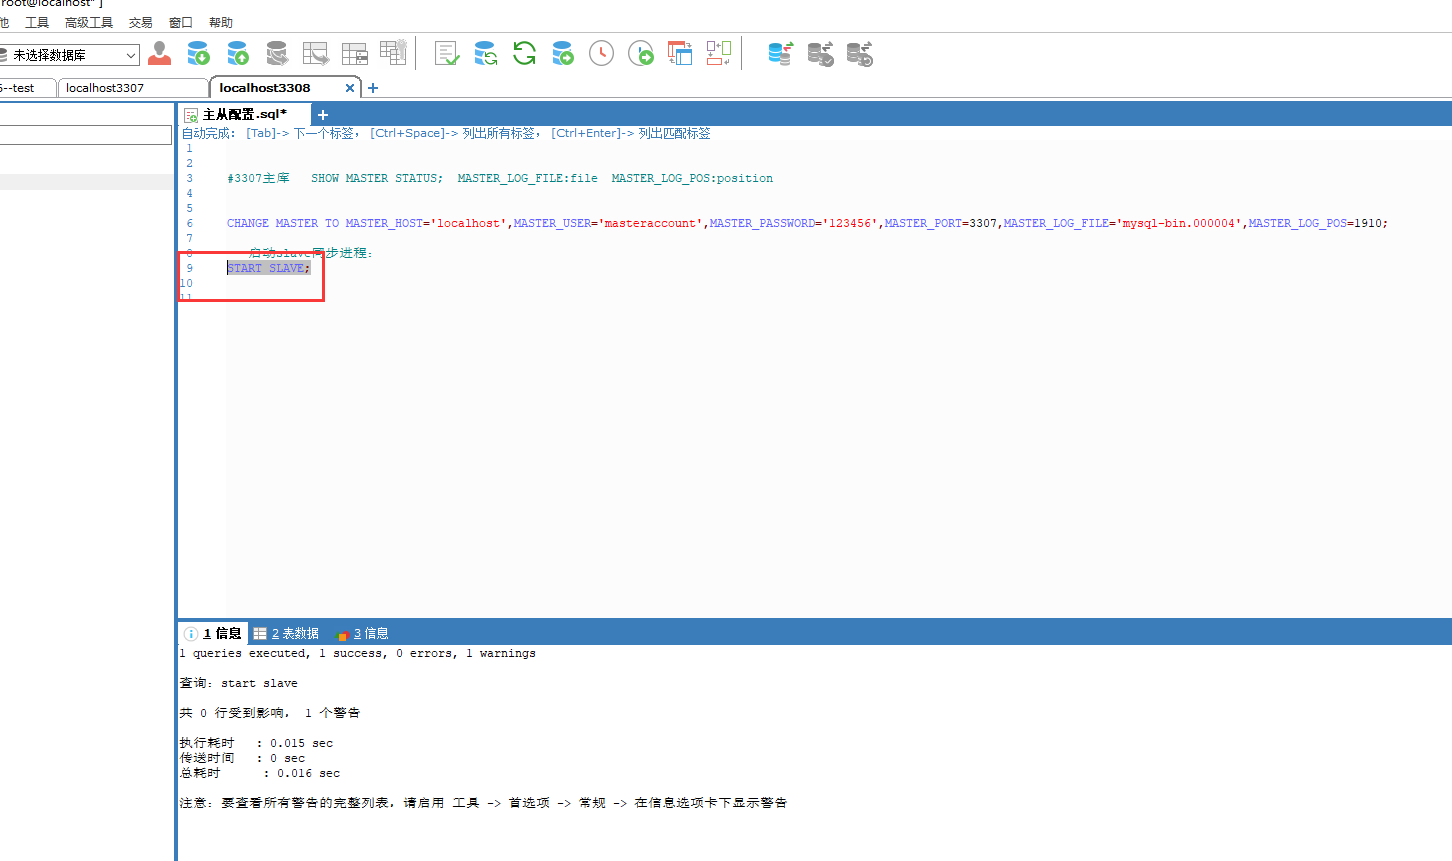 root@localhost* ]
他 工具 高级工具 交易 窗口 帮助
未选择数据库
--test localhost3307 localhost3308
主从配置.sql*
自动完成: [Tab]-> 下一个标签, [Ctrl+Space]-> 列出所有标签, [Ctrl+Enter]-> 列出匹配标签
1
2
3 #3307主库 SHOW MASTER STATUS; MASTER_LOG_FILE:file MASTER_LOG_POS:position
4
5
6 CHANGE MASTER TO MASTER_HOST='localhost',MASTER_USER='masteraccount',MASTER_PASSWORD='123456',MASTER_PORT=3307,MASTER_LOG_FILE='mysql-bin.000004',MASTER_LOG_POS=1910;
7
8 启动slave同步进程:
9 START SLAVE;
10
11
1 信息 2 表数据 3 信息
1 queries executed, 1 success, 0 errors, 1 warnings
查询: start slave
共 0 行受到影响, 1 个警告
执行耗时 : 0.015 sec
传送时间 : 0 sec
总耗时 : 0.016 sec
注意: 要查看所有警告的完整列表, 请启用 工具 -> 首选项 -> 常规 -> 在信息选项卡下显示警告